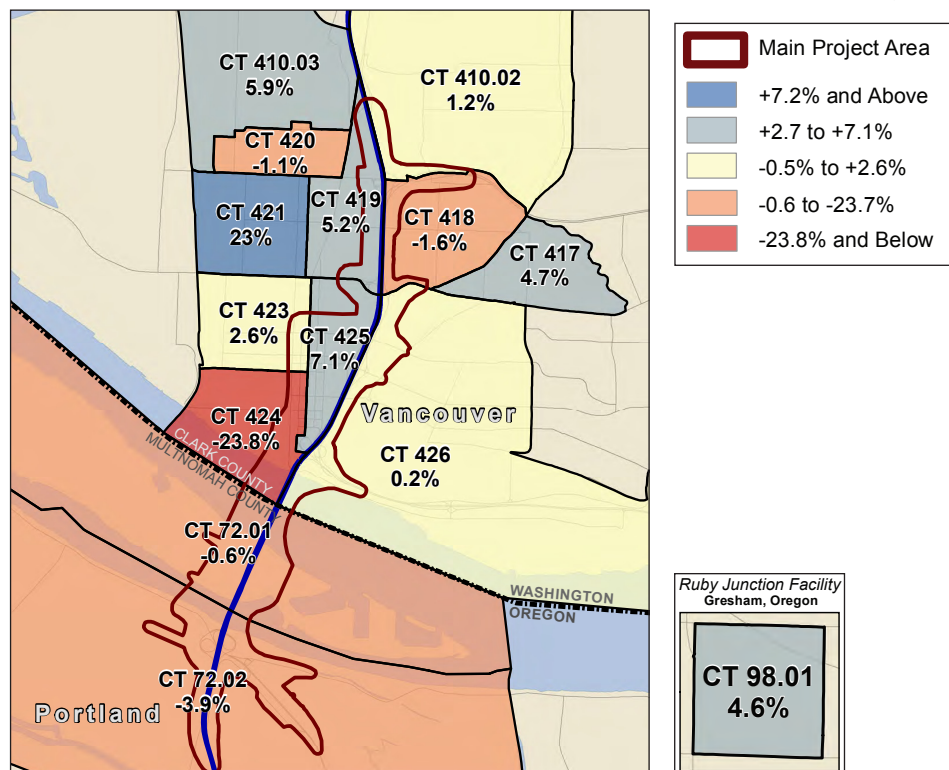 CT 410.03
5.9%
CT 410.02
1.2%
CT 420
-1.1%
CT 421
23%
CT 419
5.2%
CT 418
-1.6%
CT 417
4.7%
CT 423
2.6%
CT 425
7.1%
CT 424
-23.8%
Vancouver
CT 426
0.2%
CLARK COUNTY
MULTNOMAH COUNTY
CT 72.01
-0.6%
WASHINGTON
OREGON
CT 72.02
-3.9%
Portland
Main Project Area
+7.2% and Above
+2.7 to +7.1%
-0.5% to +2.6%
-0.6 to -23.7%
-23.8% and Below
Ruby Junction Facility
Gresham, Oregon
CT 98.01
4.6%